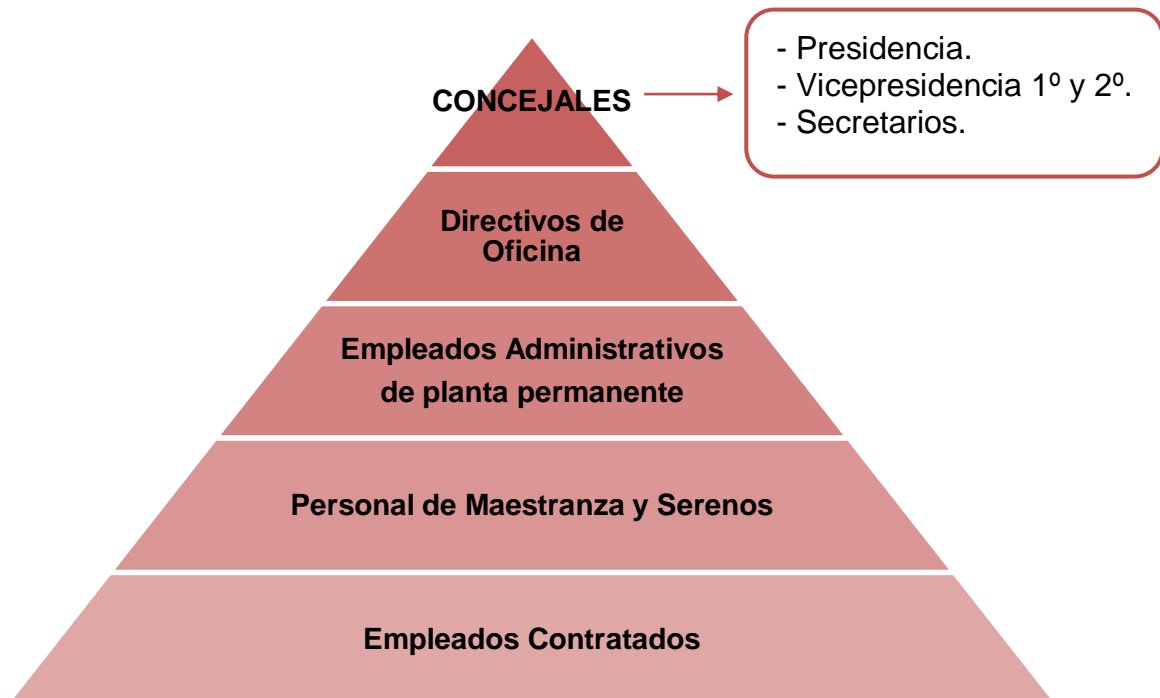 CONCEJALES
- Presidencia.
- Vicepresidencia 1º y 2º.
- Secretarios.
Directivos de
Oficina
Empleados Administrativos
de planta permanente
Personal de Maestranza y Serenos
Empleados Contratados